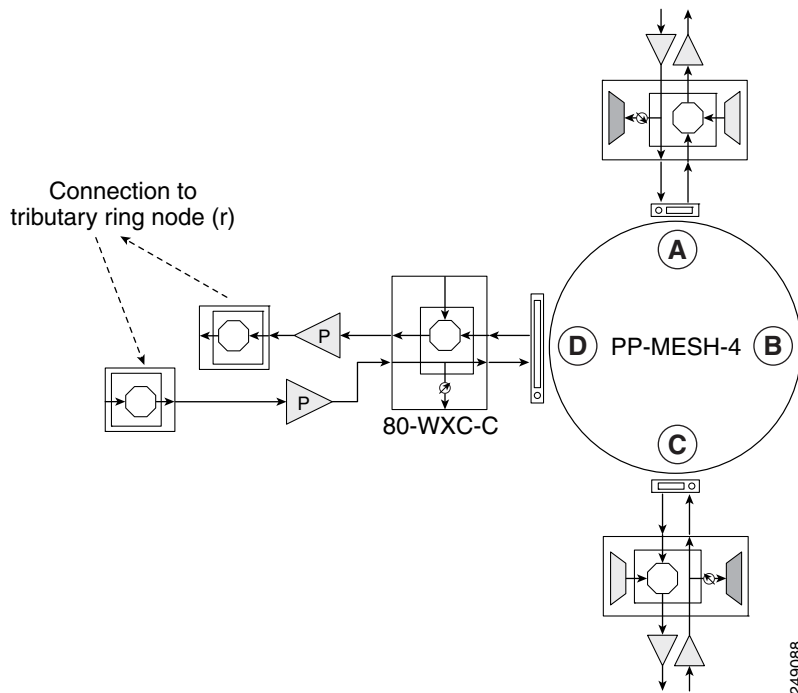 Connection to
tributary ring node (r)
A
P
D PP-MESH-4 B
P
80-WXC-C
C
249088